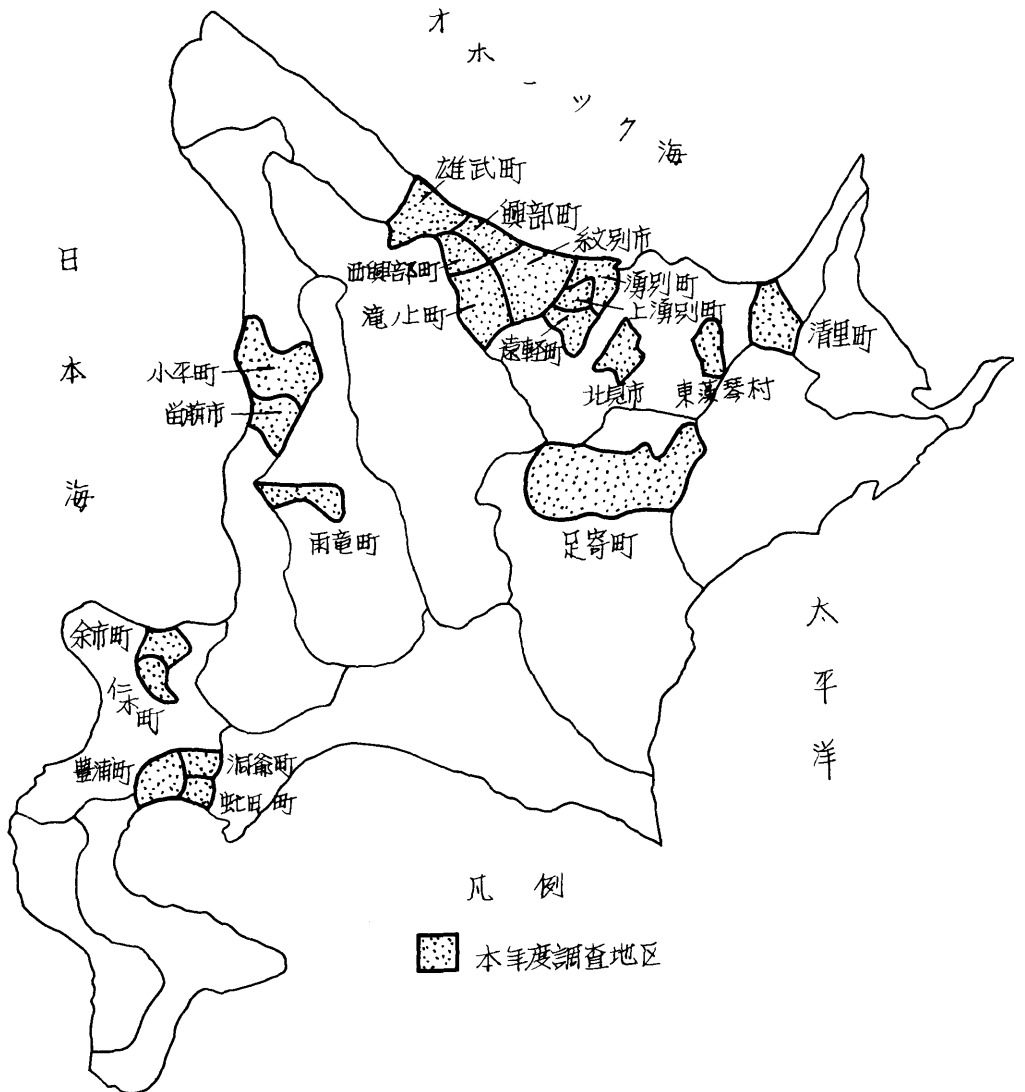 オホーツク海
雄武町
興部町
紋別市
西興部町
湧別町
上湧別町
滝ノ上町
遠軽町
清里町
北見市
東藻琴村
日本海
小平町
留萠市
雨竜町
足寄町
太平洋
余市町
仁木町
豊浦町
洞爺町
虻田町
凡例
本年度調査地区